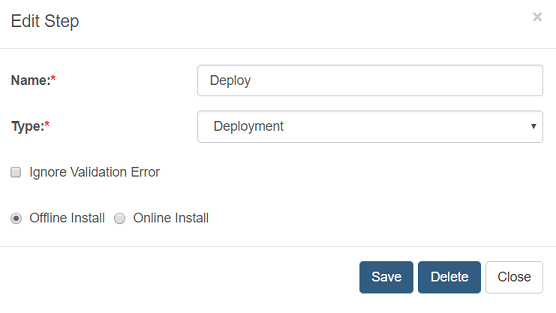 Edit Step ×
Name:* Deploy
Type:* Deployment
Ignore Validation Error
Offline Install Online Install
Save Delete Close